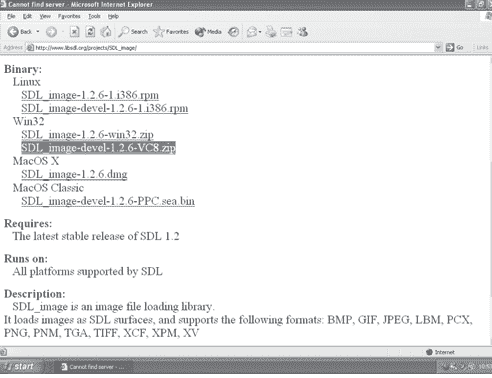 Cannot find server - Microsoft Internet Explorer
File Edit View Favorites Tools Help
Back Search Favorites Media
Address http://www.libsdl.org/projects/SDL_image/ Go Links
Binary:
Linux
SDL_image-1.2.6-1.i386.rpm
SDL_image-devel-1.2.6-1.i386.rpm
Win32
SDL_image-1.2.6-win32.zip
SDL_image-devel-1.2.6-VC8.zip
MacOS X
SDL_image-1.2.6.dmg
MacOS Classic
SDL_image-devel-1.2.6-PPC.sea.bin
Requires:
The latest stable release of SDL 1.2
Runs on:
All platforms supported by SDL
Description:
SDL_image is an image file loading library.
It loads images as SDL surfaces, and supports the following formats: BMP, GIF, JPEG, LBM, PCX,
PNG, PNM, TGA, TIFF, XCF, XPM, XV
Internet
start Cannot find server - ...